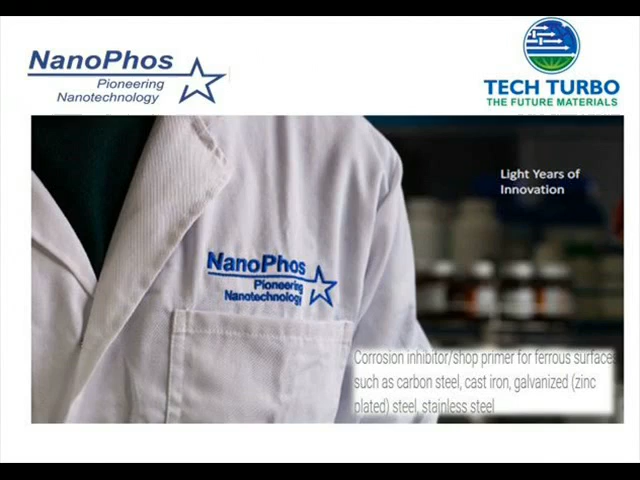 NanoPhos
Pioneering
Nanotechnology
TECH TURBO
THE FUTURE MATERIALS
Light Years of
Innovation
NanoPhos
Pioneering
Nanotechnology
Corrosion inhibitor/shop primer for ferrous surfaces
such as carbon steel, cast iron, galvanized (zinc
plated) steel, stainless steel